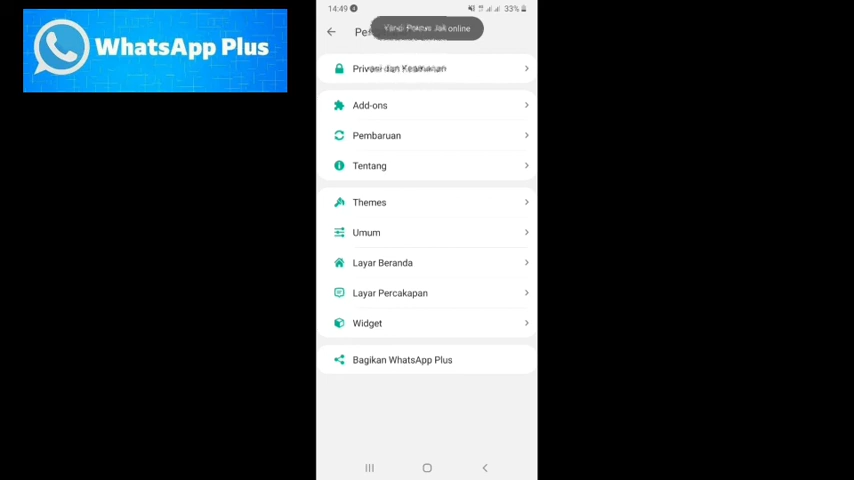 WhatsApp Plus
14:49
33%
online
Privasi dan Keamanan
Add-ons
Pembaruan
Tentang
Themes
Umum
Layar Beranda
Layar Percakapan
Widget
Bagikan WhatsApp Plus